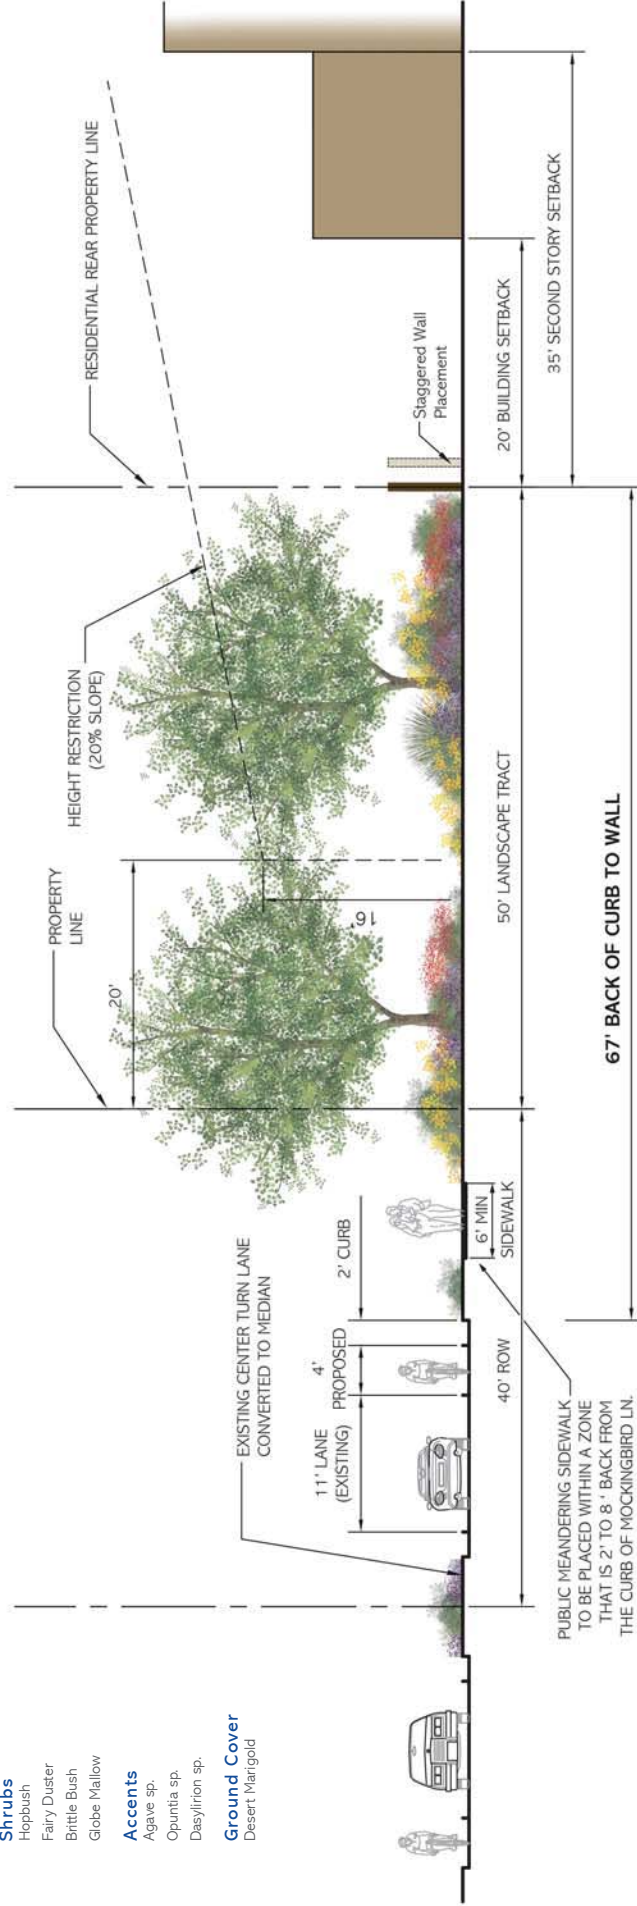 Shrubs
Hopbush
Fairy Duster
Brittle Bush
Globe Mallow
Accents
Agave sp.
Opuntia sp.
Dasylirion sp.
Ground Cover
Desert Marigold
EXISTING CENTER TURN LANE
CONVERTED TO MEDIAN
11' LANE
(EXISTING)
4'
PROPOSED
2' CURB
PROPERTY
LINE
20'
16'
HEIGHT RESTRICTION
(20% SLOPE)
RESIDENTIAL REAR PROPERTY LINE
Staggered Wall
Placement
6' MIN
SIDEWALK
40' ROW
50' LANDSCAPE TRACT
20' BUILDING SETBACK
35' SECOND STORY SETBACK
67' BACK OF CURB TO WALL
PUBLIC MEANDERING SIDEWALK
TO BE PLACED WITHIN A ZONE
THAT IS 2' TO 8 ' BACK FROM
THE CURB OF MOCKINGBIRD LN.